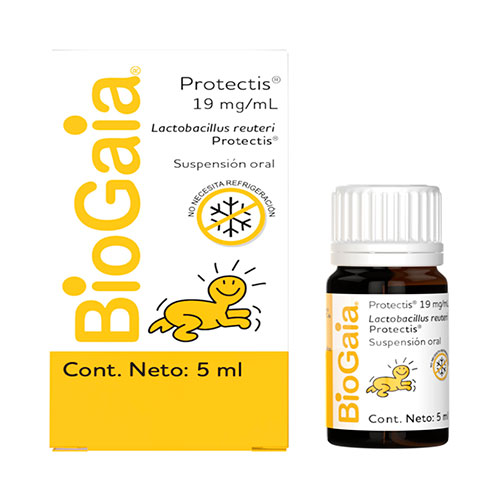 BioGaia®
Protectis®
19 mg/mL
Lactobacillus reuteri
Protectis®
Suspensión oral
NO NECESITA REFRIGERACIÓN
Cont. Neto: 5 ml
BioGaia®
Protectis® 19 mg/mL
Lactobacillus reuteri
Protectis®
Suspensión oral
Cont. Neto: 5 ml